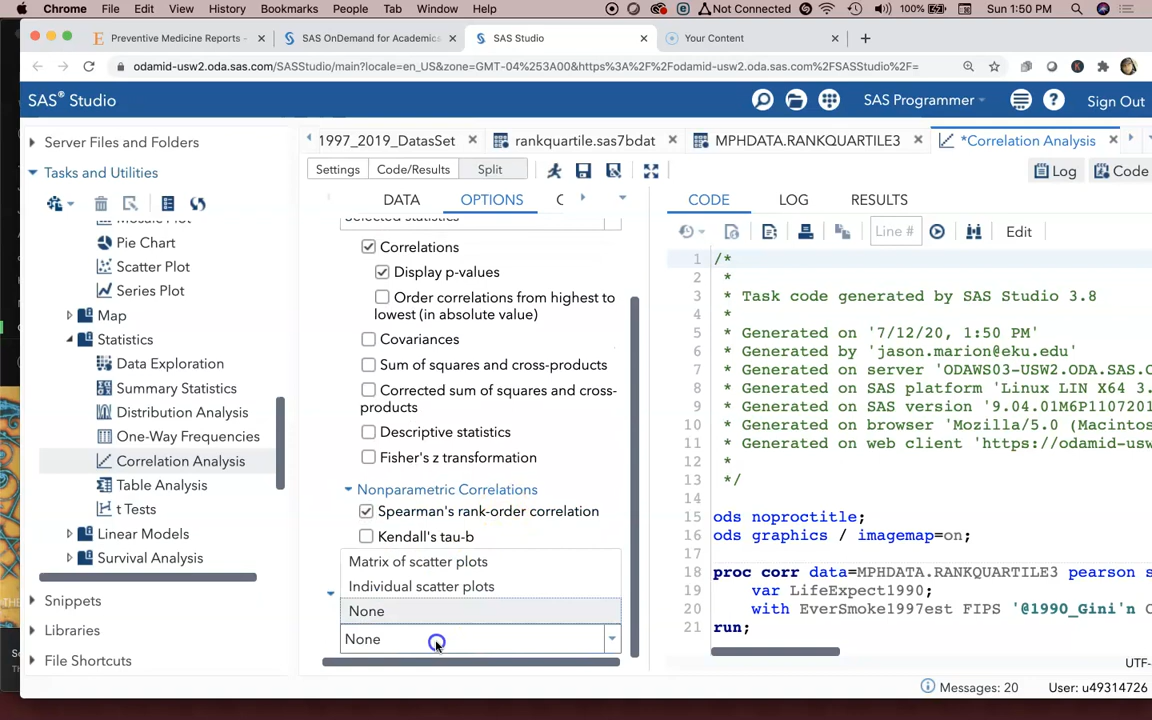 Chrome File Edit View History Bookmarks People Tab Window Help Not Connected 100% Sun 1:50 PM
Preventive Medicine Reports - SAS OnDemand for Academics SAS Studio Your Content
odamid-usw2.oda.sas.com/SASStudio/main?locale=en_US&zone=GMT-04%253A00&https%3A%2F%2Fodamid-usw2.oda.sas.com%2FSASStudio%2F=
SAS® Studio SAS Programmer Sign Out
Server Files and Folders
Tasks and Utilities
Mosaic Plot
Pie Chart
Scatter Plot
Series Plot
Map
Statistics
Data Exploration
Summary Statistics
Distribution Analysis
One-Way Frequencies
Correlation Analysis
Table Analysis
t Tests
Linear Models
Survival Analysis
Snippets
Libraries
File Shortcuts
1997_2019_DatasSet rankquartile.sas7bdat MPHDATA.RANKQUARTILE3 *Correlation Analysis
Settings Code/Results Split Log Code
DATA OPTIONS
Selected statistics
Correlations
Display p-values
Order correlations from highest to
lowest (in absolute value)
Covariances
Sum of squares and cross-products
Corrected sum of squares and cross-
products
Descriptive statistics
Fisher's z transformation
Nonparametric Correlations
Spearman's rank-order correlation
Kendall's tau-b
Matrix of scatter plots
Individual scatter plots
None
None
CODE LOG RESULTS
Line # Edit
1 /*
2 *
3 * Task code generated by SAS Studio 3.8
4 *
5 * Generated on '7/12/20, 1:50 PM'
6 * Generated by 'jason.marion@eku.edu'
7 * Generated on server 'ODAWS03-USW2.ODA.SAS.C
8 * Generated on SAS platform 'Linux LIN X64 3.
9 * Generated on SAS version '9.04.01M6P1107201
10 * Generated on browser 'Mozilla/5.0 (Macintos
11 * Generated on web client 'https://odamid-usw
12 *
13 */
14
15 ods noproctitle;
16 ods graphics / imagemap=on;
17
18 proc corr data=MPHDATA.RANKQUARTILE3 pearson s
19 var LifeExpect1990;
20 with EverSmoke1997est FIPS '@1990_Gini'n C
21 run;
UTF-
Messages: 20 User: u49314726